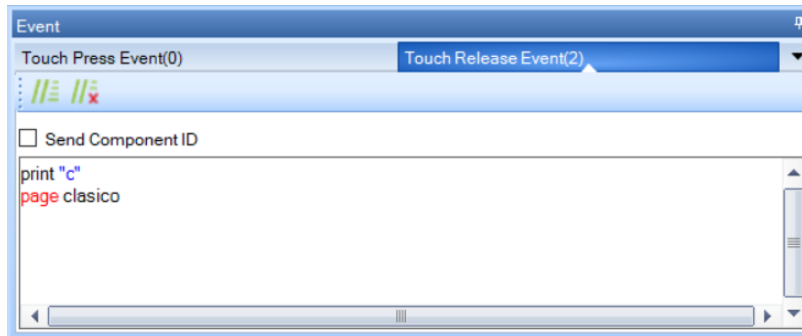 Event
Touch Press Event(0)
Touch Release Event(2)
Send Component ID
print "c"
page clasico